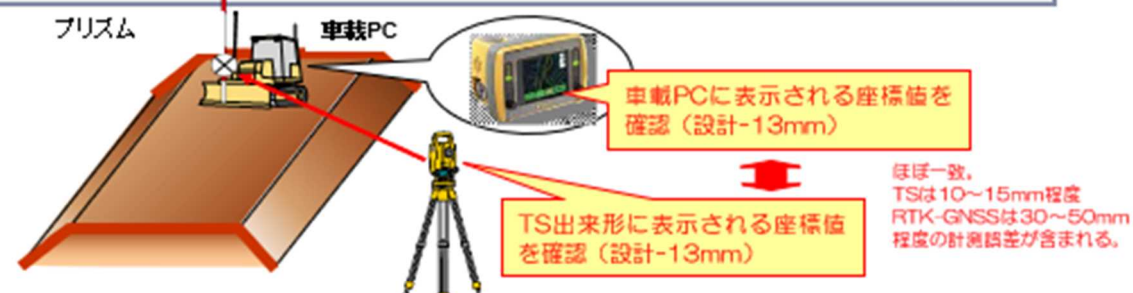 プリズム
車載PC
車載PCに表示される座標値を
確認（設計-13mm）
TS出来形に表示される座標値
を確認（設計-13mm）
ほぼ一致。
TSは10～15mm程度
RTK-GNSSは30～50mm
程度の計測誤差が含まれる。